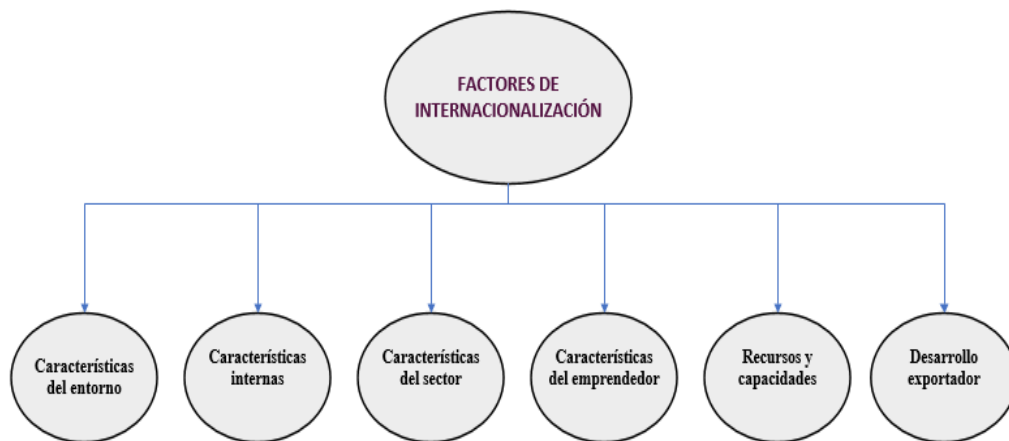 FACTORES DE
INTERNACIONALIZACIÓN
Características
del entorno
Características
internas
Características
del sector
Características
del emprendedor
Recursos y
capacidades
Desarrollo
exportador